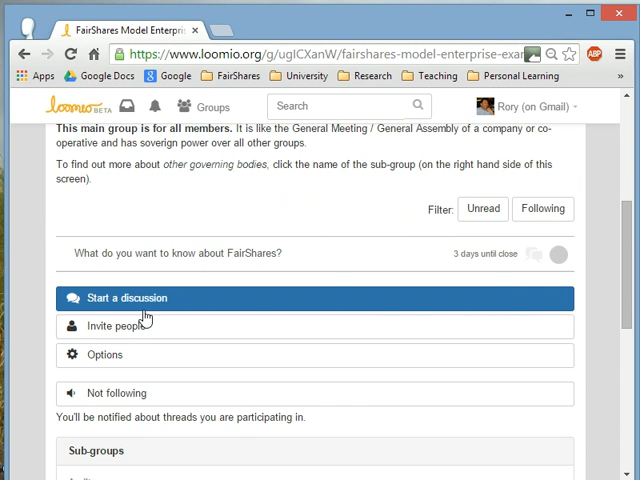 FairShares Model Enterpris
https://www.loomio.org/g/ugICXanW/fairshares-model-enterprise-exar
ABP
Apps Google Docs Google FairShares University Research Teaching Personal Learning
loomio BETA Groups Search Rory (on Gmail)
This main group is for all members. It is like the General Meeting / General Assembly of a company or co-
operative and has soverign power over all other groups.
To find out more about other governing bodies, click the name of the sub-group (on the right hand side of this
screen).
Filter: Unread Following
What do you want to know about FairShares? 3 days until close
Start a discussion
Invite people
Options
Not following
You'll be notified about threads you are participating in.
Sub-groups